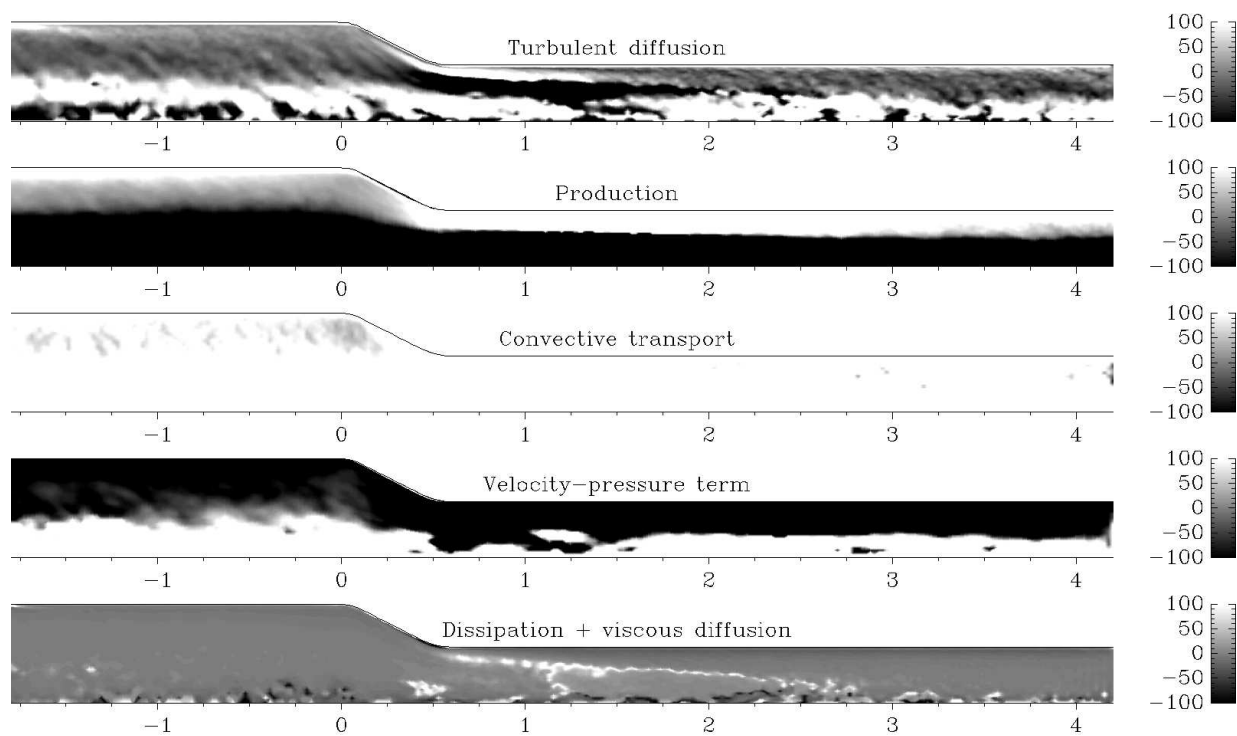 Turbulent diffusion
100
50
0
−50
−100
−1 0 1 2 3 4
Production
100
50
0
−50
−100
−1 0 1 2 3 4
Convective transport
100
50
0
−50
−100
−1 0 1 2 3 4
Velocity−pressure term
100
50
0
−50
−100
−1 0 1 2 3 4
Dissipation + viscous diffusion
100
50
0
−50
−100
−1 0 1 2 3 4